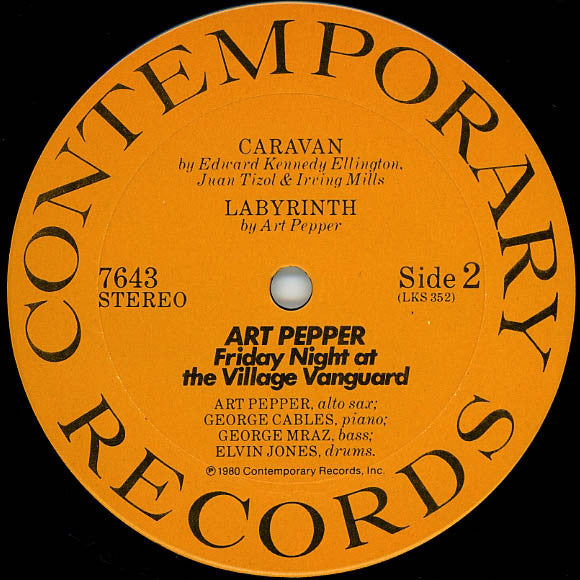 CONTEMPORARY RECORDS
CARAVAN
by Edward Kennedy Ellington,
Juan Tizol & Irving Mills
LABYRINTH
by Art Pepper
7643
STEREO
Side 2
(LKS 352)
ART PEPPER
Friday Night at
the Village Vanguard
ART PEPPER, alto sax;
GEORGE CABLES, piano;
GEORGE MRAZ, bass;
ELVIN JONES, drums.
℗ 1980 Contemporary Records, Inc.